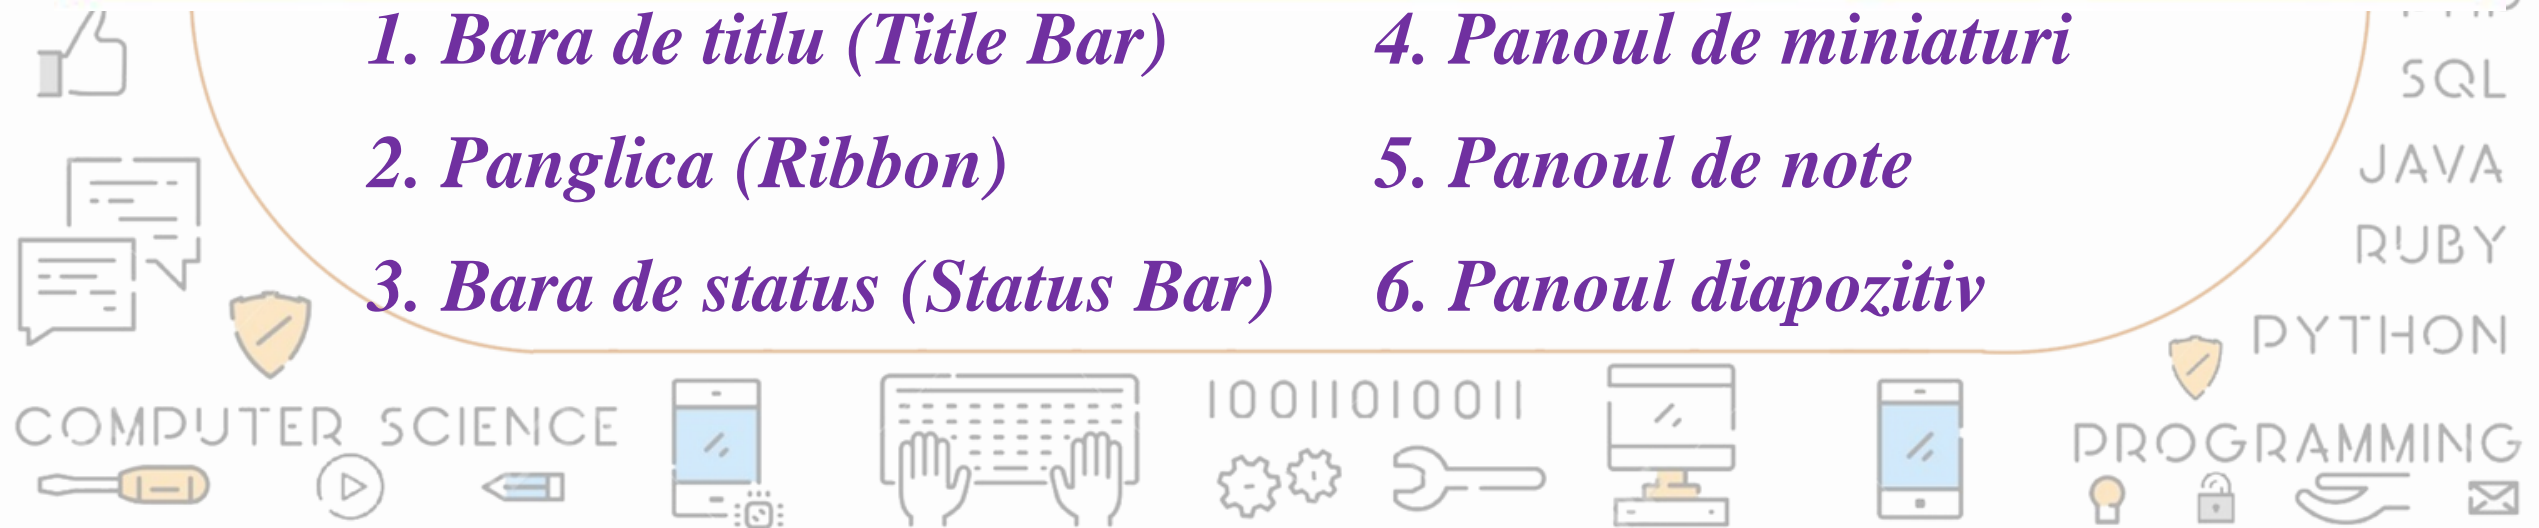 1. Bara de titlu (Title Bar)
2. Panglica (Ribbon)
3. Bara de status (Status Bar)
4. Panoul de miniaturi
5. Panoul de note
6. Panoul diapozitiv
SQL
JAVA
RUBY
PYTHON
COMPUTER SCIENCE
10011010011
PROGRAMMING